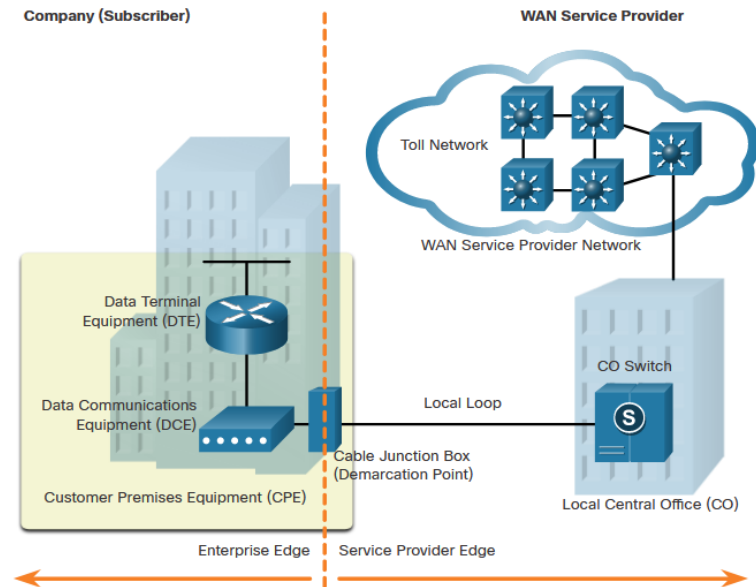 Company (Subscriber)
WAN Service Provider
Toll Network
WAN Service Provider Network
Data Terminal
Equipment (DTE)
CO Switch
S
Data Communications
Equipment (DCE)
Local Loop
Cable Junction Box
(Demarcation Point)
Customer Premises Equipment (CPE)
Local Central Office (CO)
Enterprise Edge
Service Provider Edge